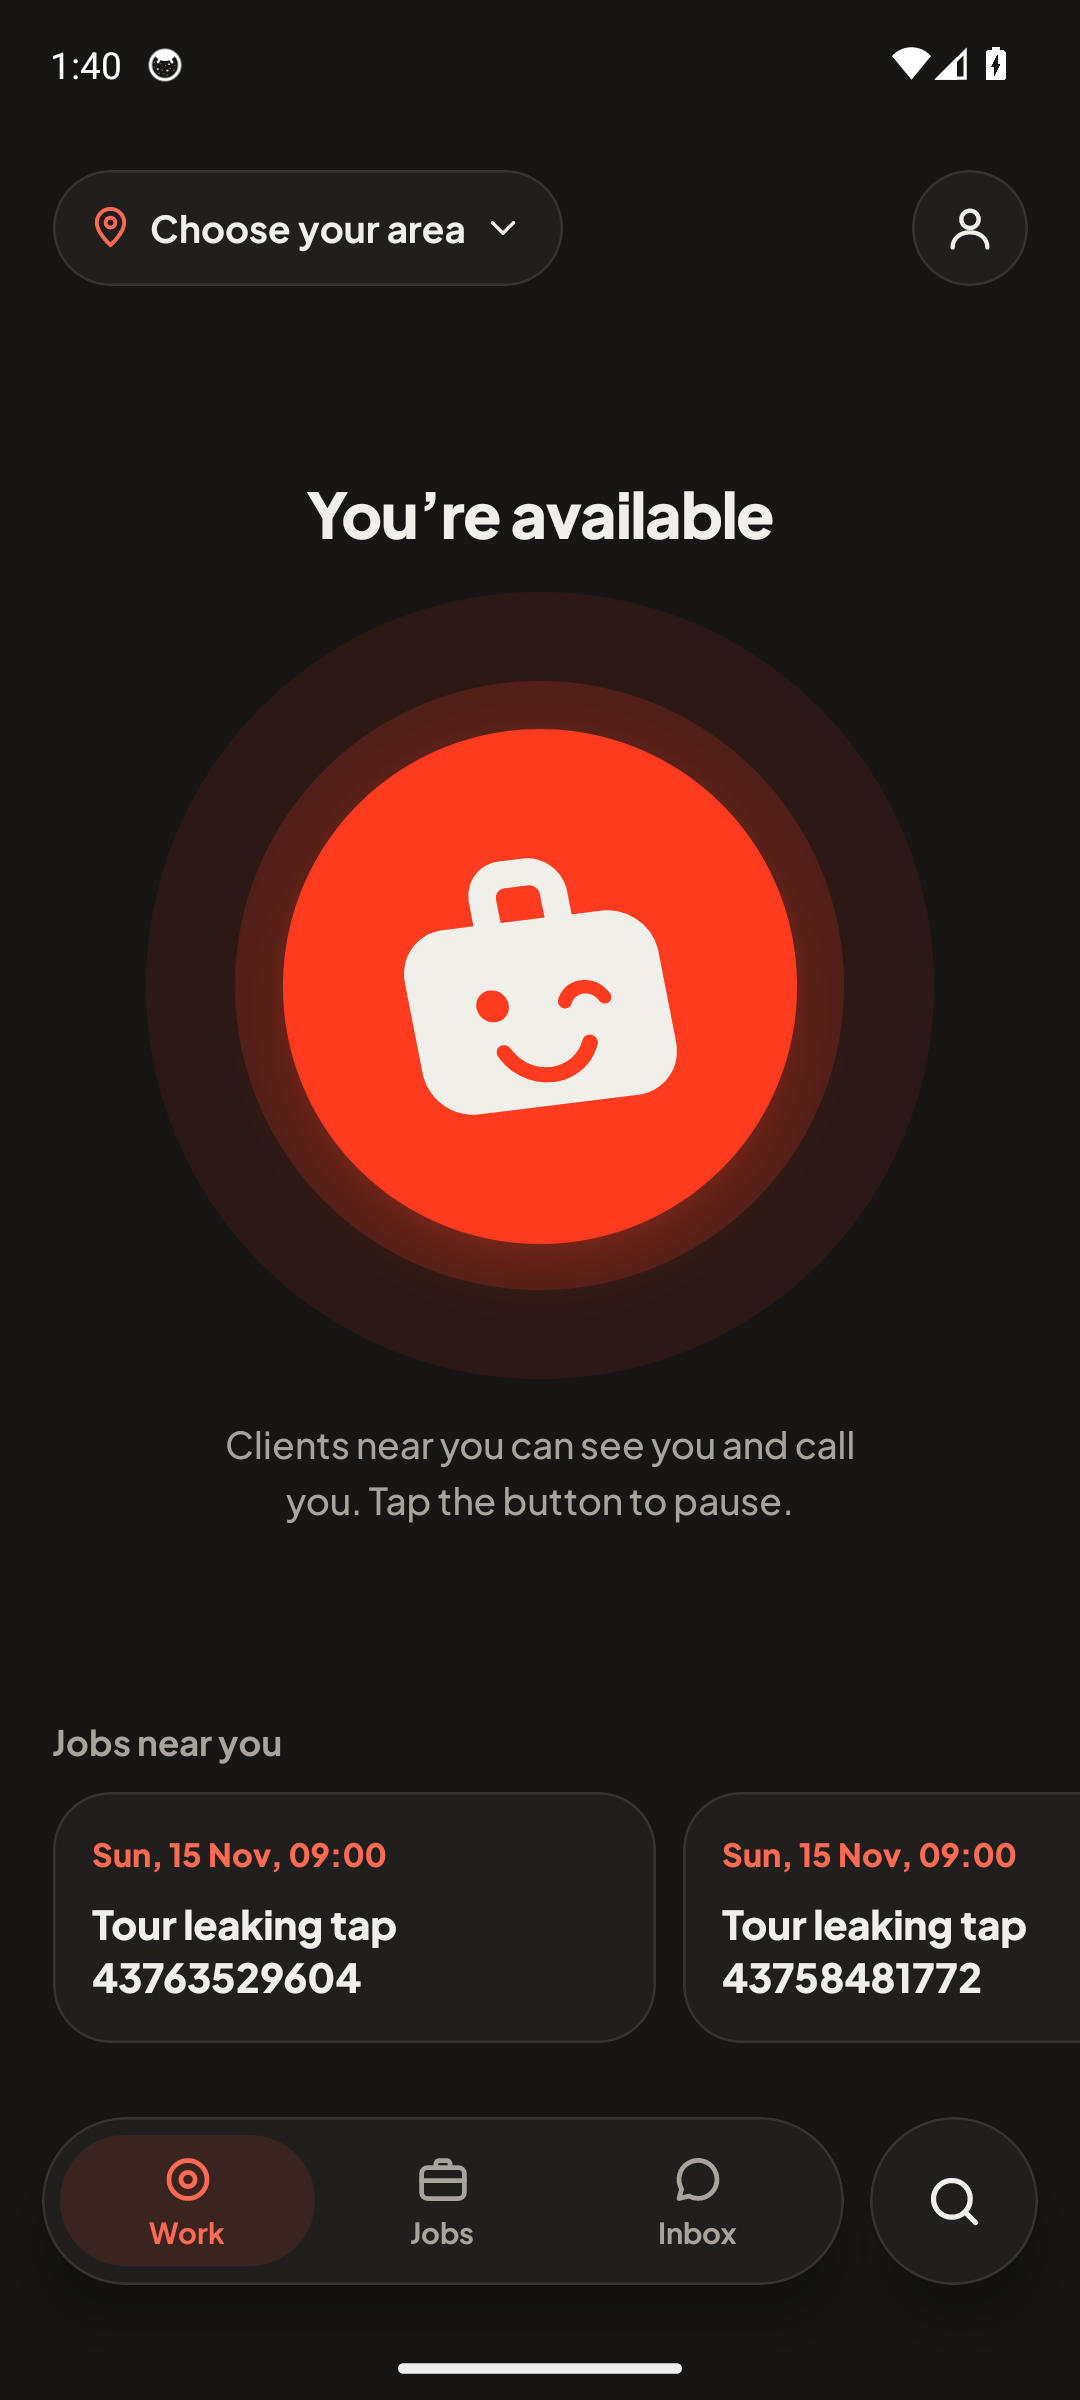 1:40
Choose your area
You’re available
Clients near you can see you and call
you. Tap the button to pause.
Jobs near you
Sun, 15 Nov, 09:00
Tour leaking tap
43763529604
Sun, 15 Nov, 09:00
Tour leaking tap
43758481772
Work
Jobs
Inbox